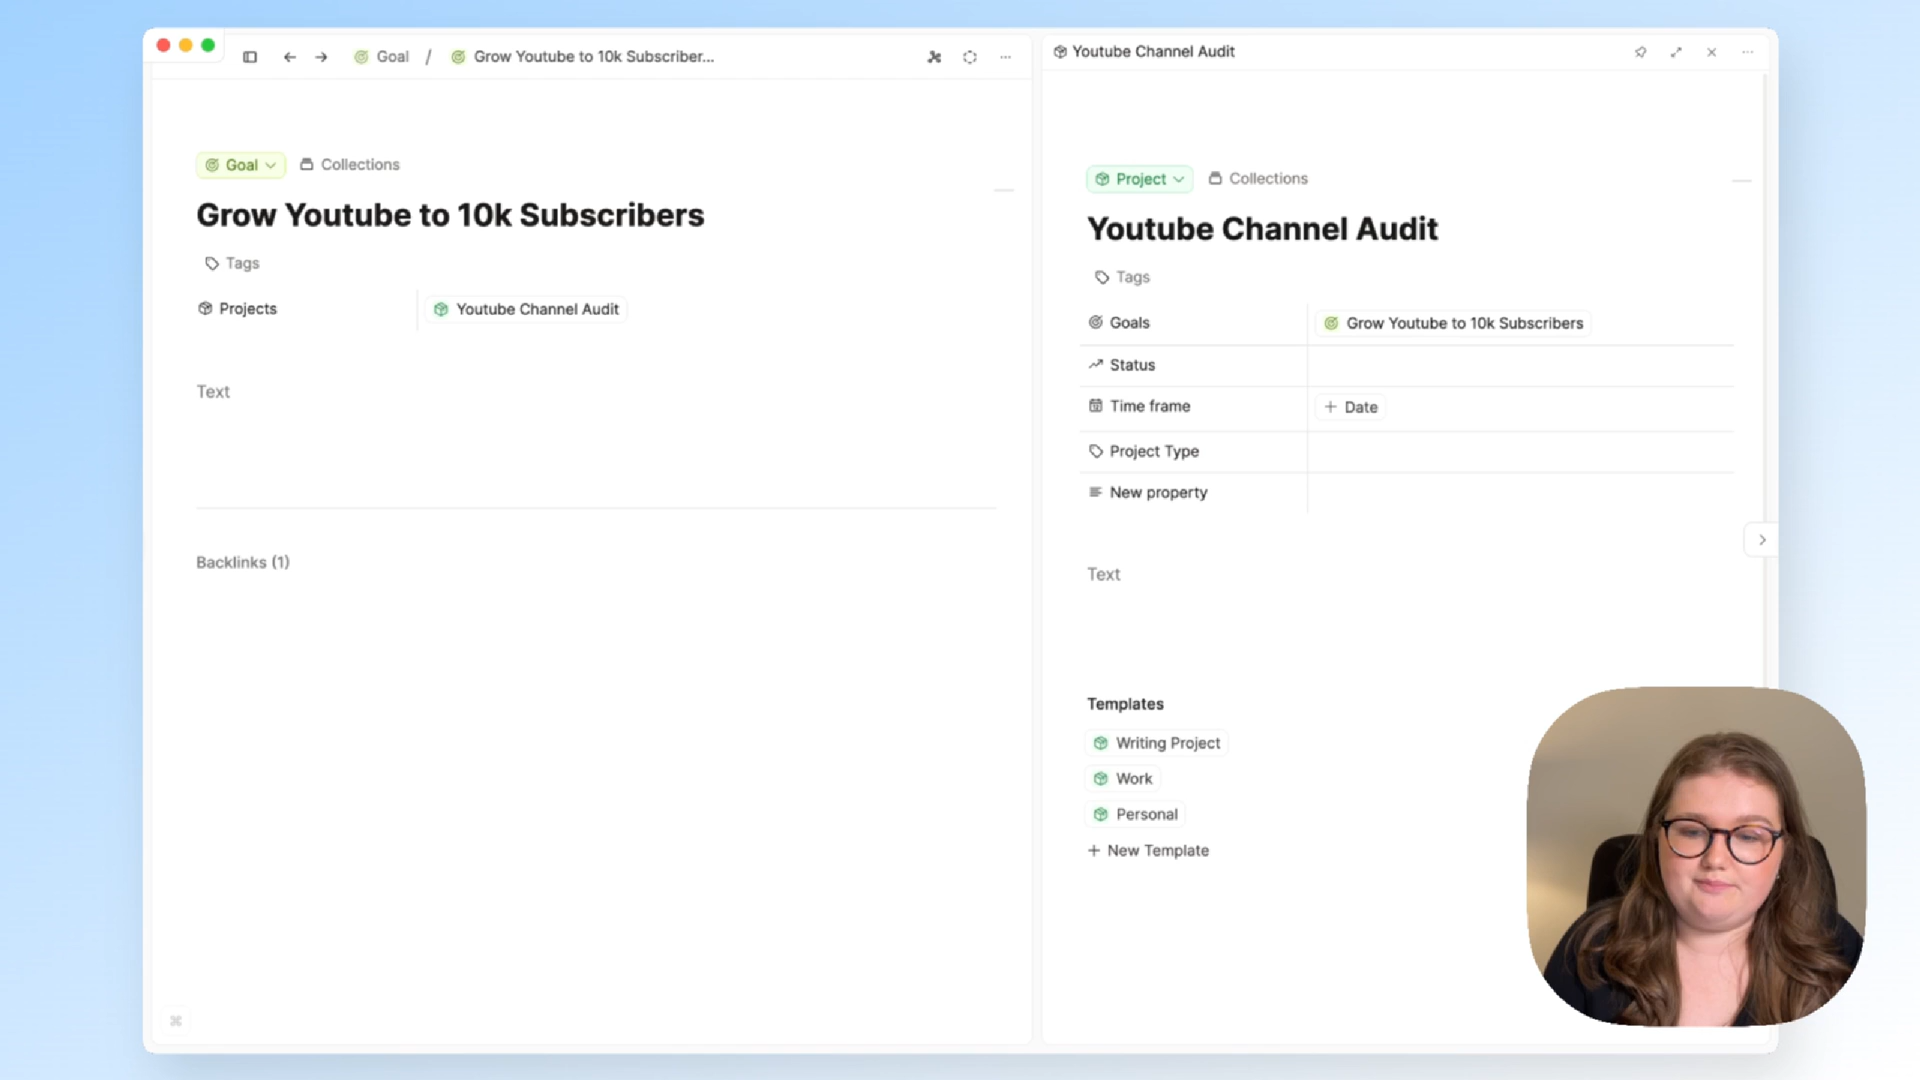 Goal / Grow Youtube to 10k Subscriber...
Goal
Collections
Grow Youtube to 10k Subscribers
Tags
Projects
Youtube Channel Audit
Text
Backlinks (1)
Youtube Channel Audit
Project
Collections
Youtube Channel Audit
Tags
Goals
Grow Youtube to 10k Subscribers
Status
Time frame
+ Date
Project Type
New property
Text
Templates
Writing Project
Work
Personal
+ New Template